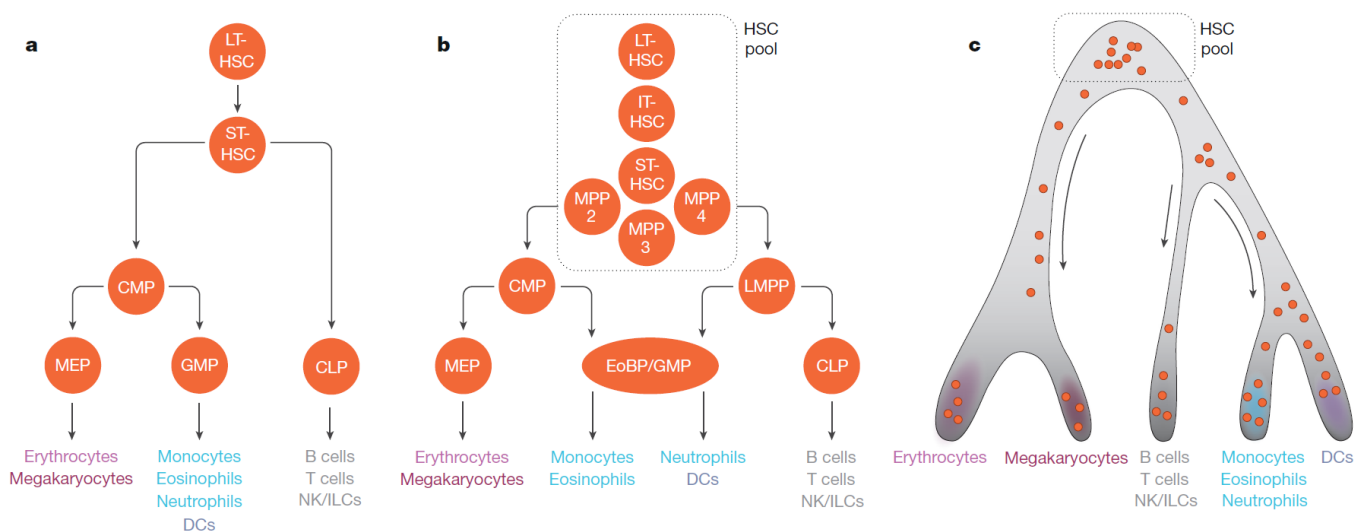 a
LT-
HSC
ST-
HSC
CMP
MEP
GMP
CLP
Erythrocytes
Megakaryocytes
Monocytes
Eosinophils
Neutrophils
DCs
B cells
T cells
NK/ILCs
b
HSC
pool
LT-
HSC
IT-
HSC
ST-
HSC
MPP
2
MPP
3
MPP
4
CMP
LMPP
MEP
EoBP/GMP
CLP
Erythrocytes
Megakaryocytes
Monocytes
Eosinophils
Neutrophils
DCs
B cells
T cells
NK/ILCs
c
HSC
pool
Erythrocytes
Megakaryocytes
B cells
T cells
NK/ILCs
Monocytes
Eosinophils
Neutrophils
DCs